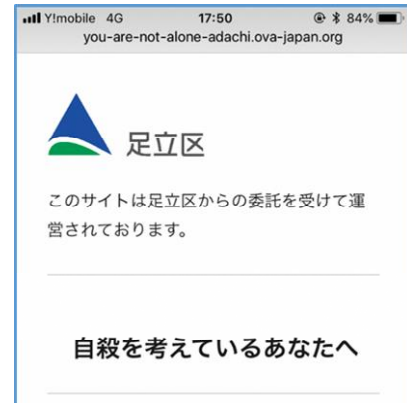 Y!mobile 4G 17:50 84%
you-are-not-alone-adachi.ova-japan.org
足立区
このサイトは足立区からの委託を受けて運
営されております。
自殺を考えているあなたへ